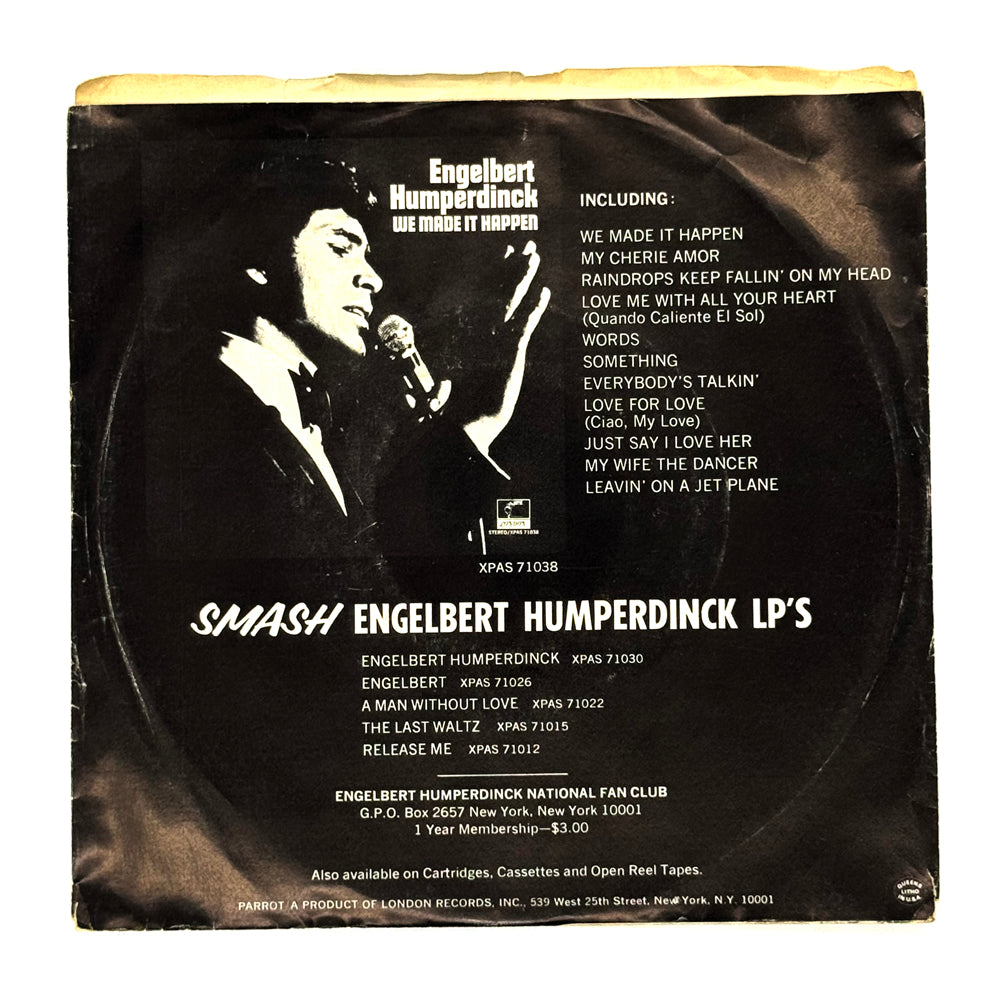 Engelbert
Humperdinck
WE MADE IT HAPPEN
INCLUDING:
WE MADE IT HAPPEN
MY CHERIE AMOR
RAINDROPS KEEP FALLIN' ON MY HEAD
LOVE ME WITH ALL YOUR HEART
(Quando Caliente El Sol)
WORDS
SOMETHING
EVERYBODY'S TALKIN'
LOVE FOR LOVE
(Ciao, My Love)
JUST SAY I LOVE HER
MY WIFE THE DANCER
LEAVIN' ON A JET PLANE
STEREO/XPAS 71038
XPAS 71038
SMASH ENGELBERT HUMPERDINCK LP'S
ENGELBERT HUMPERDINCK XPAS 71030
ENGELBERT XPAS 71026
A MAN WITHOUT LOVE XPAS 71022
THE LAST WALTZ XPAS 71015
RELEASE ME XPAS 71012
ENGELBERT HUMPERDINCK NATIONAL FAN CLUB
G.P.O. Box 2657 New York, New York 10001
1 Year Membership—$3.00
Also available on Cartridges, Cassettes and Open Reel Tapes.
PARROT A PRODUCT OF LONDON RECORDS, INC., 539 West 25th Street, New York, N.Y. 10001
QUEENS
LITHO
IN U.S.A.